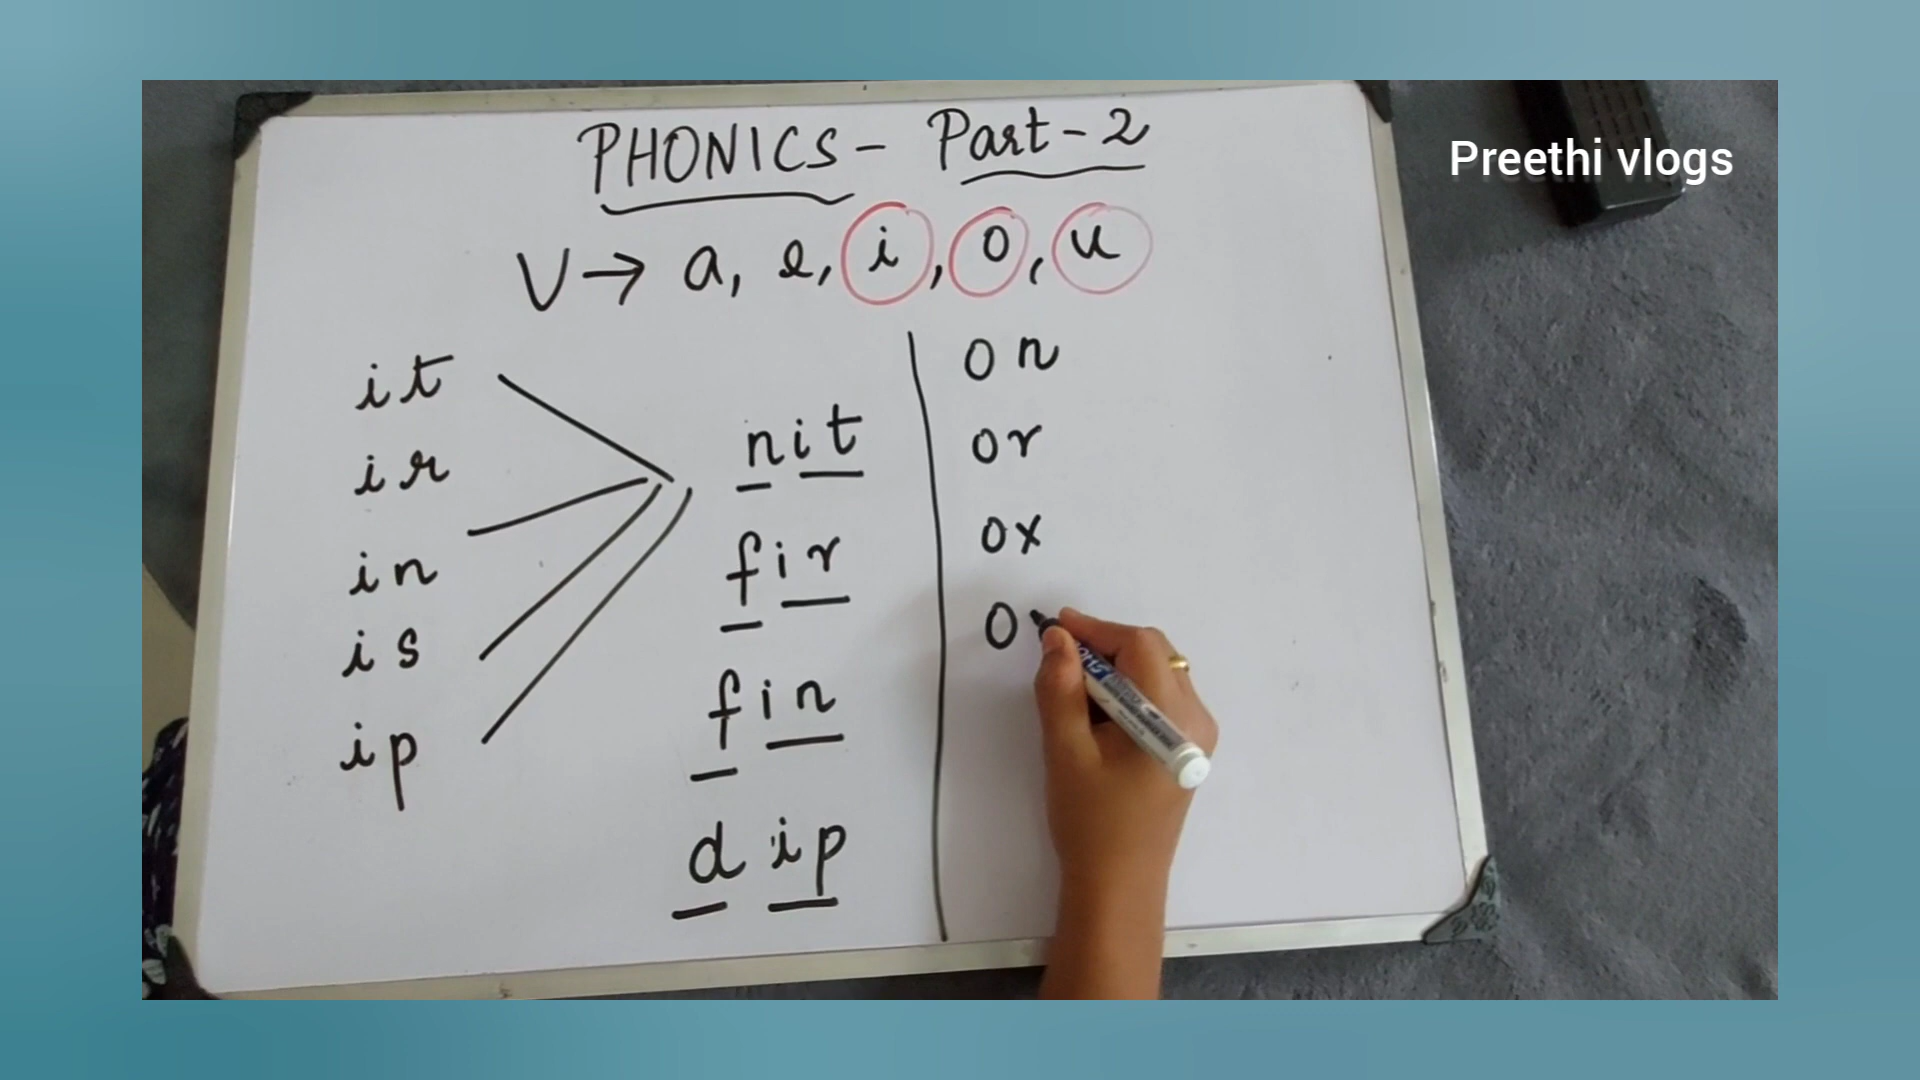 Preethi vlogs
PHONICS - Part - 2
V → a, e, i, o, u
it
ir
in
is
ip
nit
fir
fin
dip
on
or
ox
o